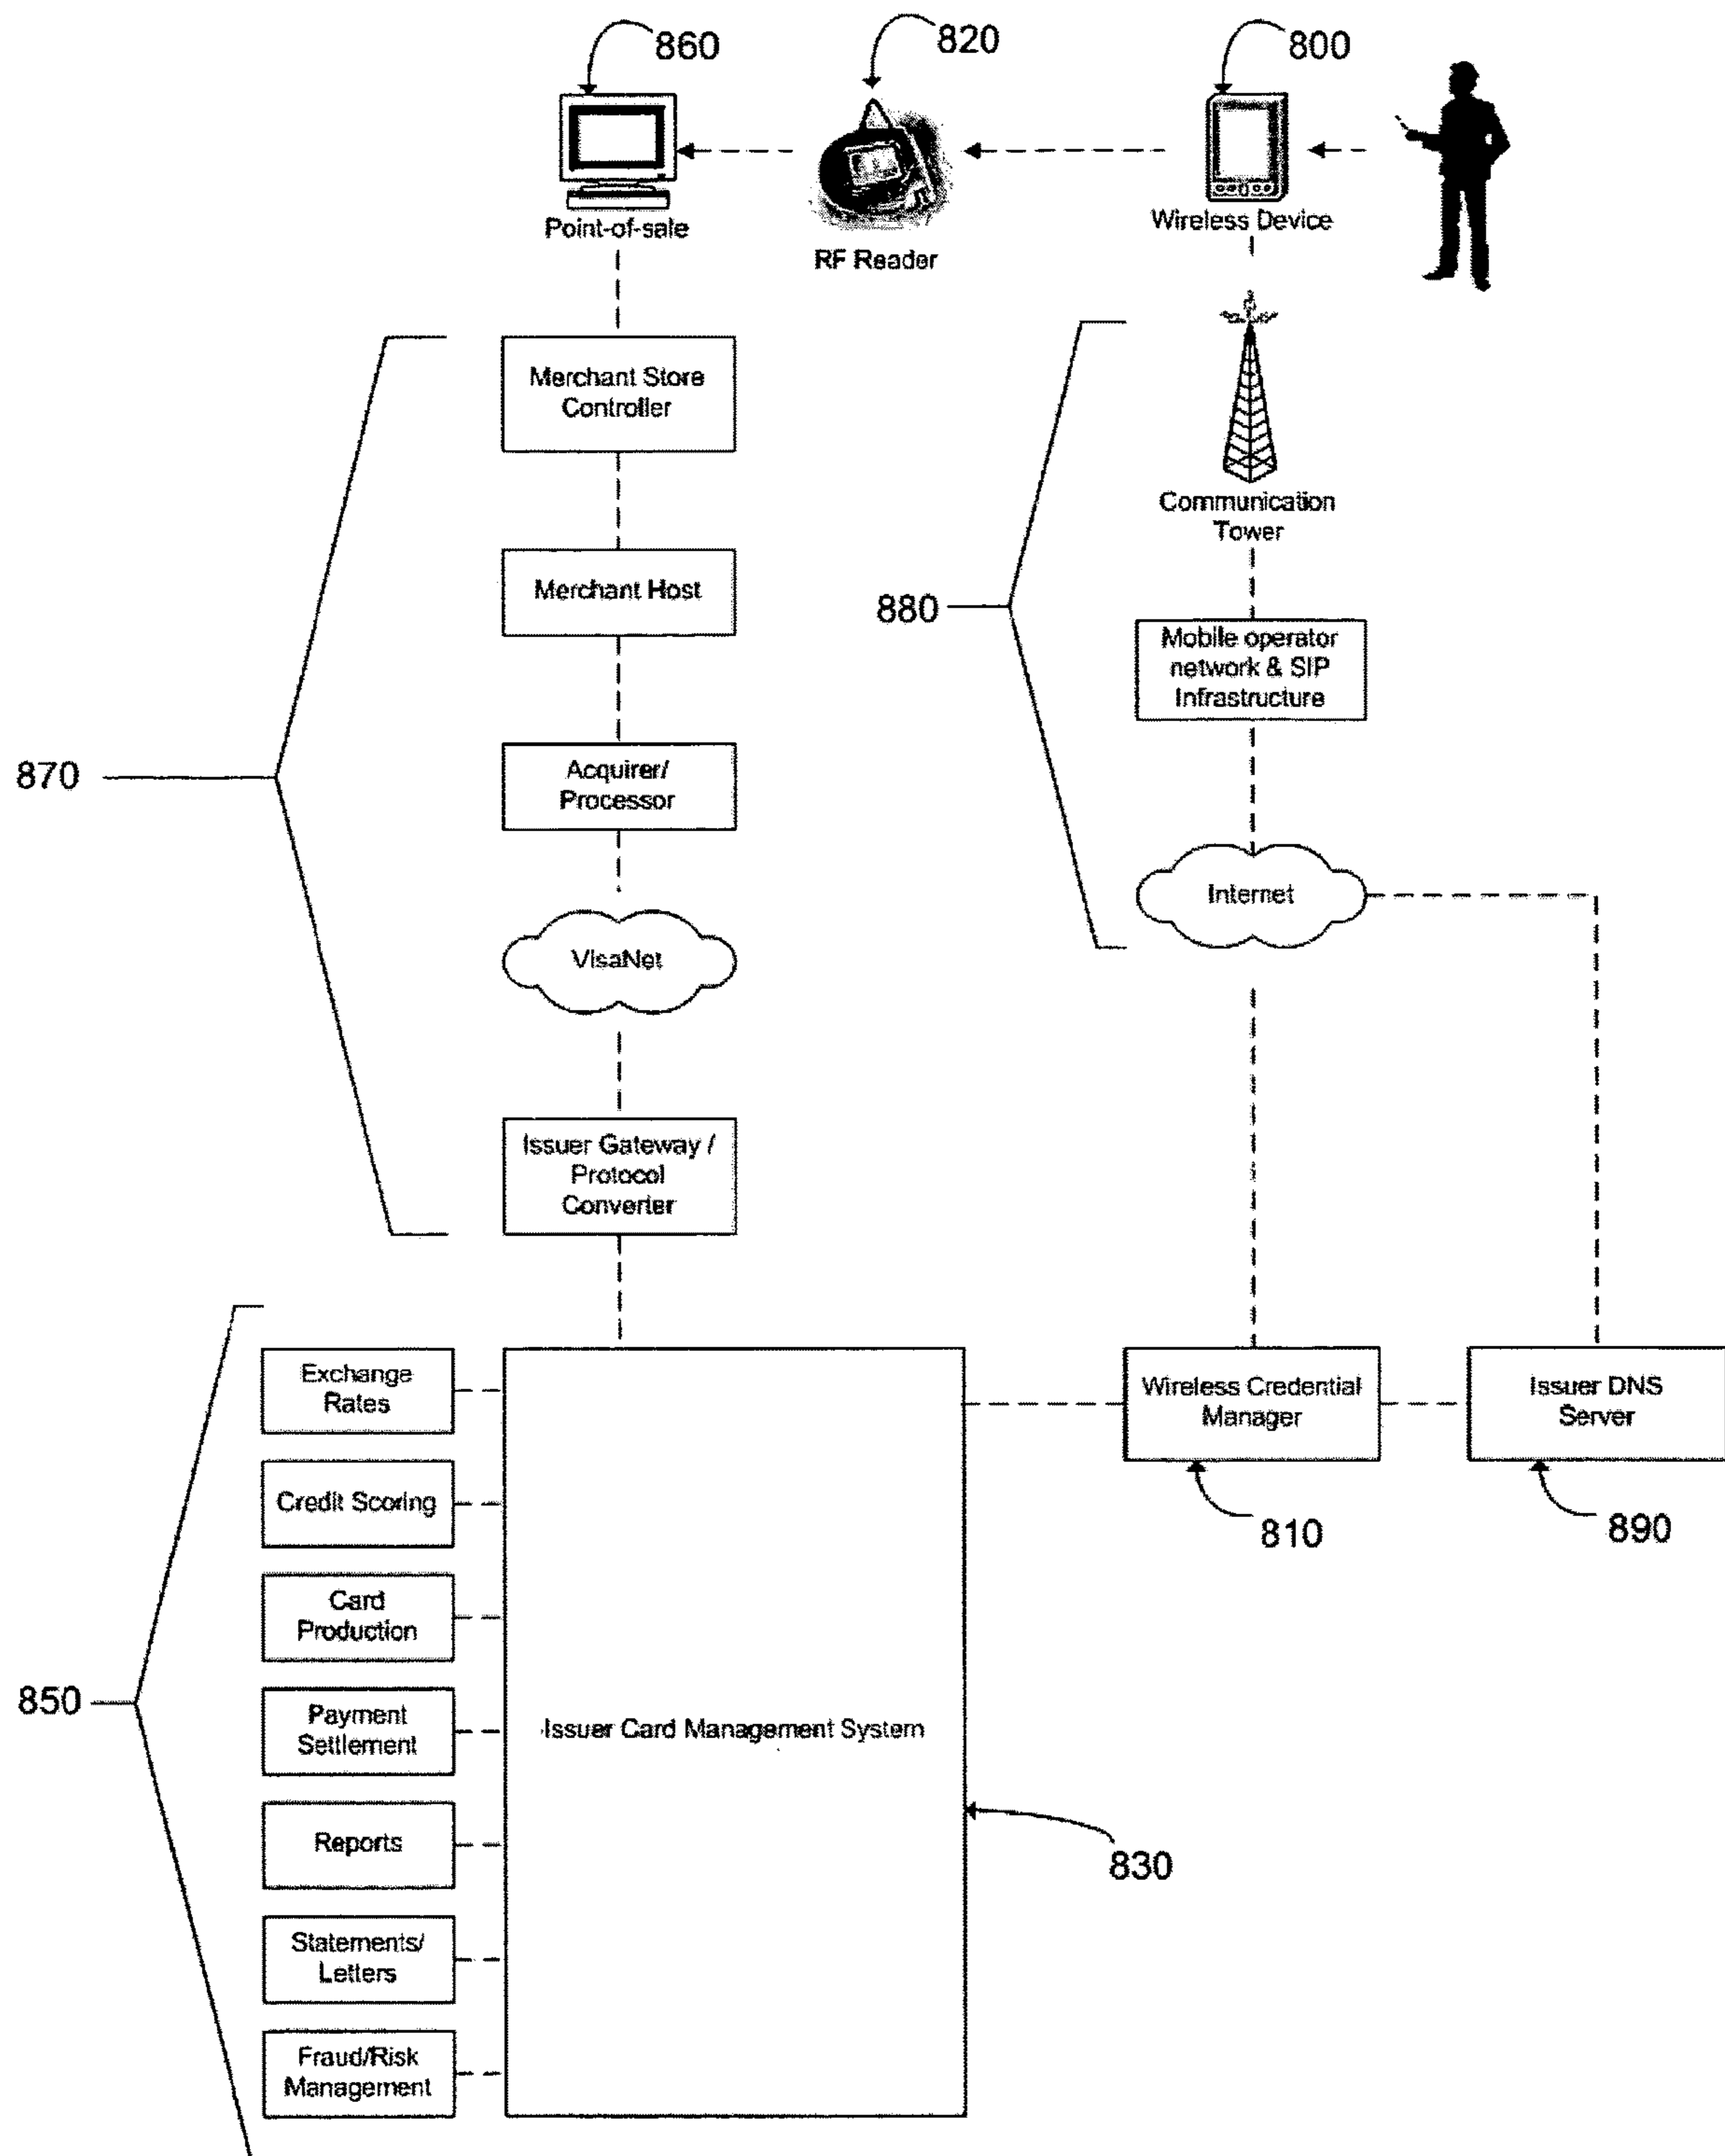 860
820
800
Point-of-sale
RF Reader
Wireless Device
Merchant Store
Controller
Communication
Tower
Merchant Host
880
Mobile operator
network & SIP
Infrastructure
870
Acquirer/
Processor
Internet
VisaNet
Issuer Gateway /
Protocol
Converter
Exchange
Rates
Wireless Credential
Manager
Issuer DNS
Server
Credit Scoring
810
890
Card
Production
850
Payment
Settlement
Issuer Card Management System
Reports
830
Statements/
Letters
Fraud/Risk
Management